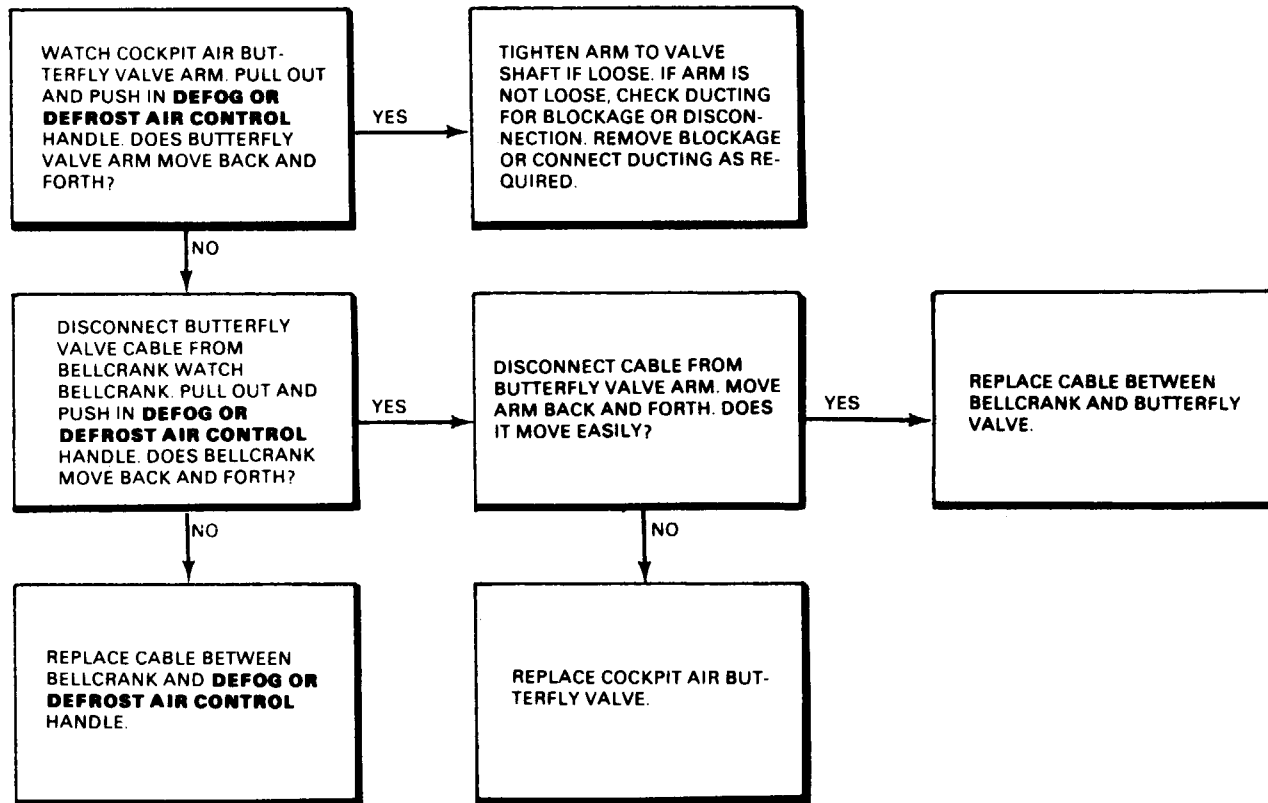 WATCH COCKPIT AIR BUT-
TERFLY VALVE ARM. PULL OUT
AND PUSH IN DEFOG OR
DEFROST AIR CONTROL
HANDLE. DOES BUTTERFLY
VALVE ARM MOVE BACK AND
FORTH?
YES
TIGHTEN ARM TO VALVE
SHAFT IF LOOSE. IF ARM IS
NOT LOOSE, CHECK DUCTING
FOR BLOCKAGE OR DISCON-
NECTION. REMOVE BLOCKAGE
OR CONNECT DUCTING AS RE-
QUIRED.
NO
DISCONNECT BUTTERFLY
VALVE CABLE FROM
BELLCRANK WATCH
BELLCRANK. PULL OUT AND
PUSH IN DEFOG OR
DEFROST AIR CONTROL
HANDLE. DOES BELLCRANK
MOVE BACK AND FORTH?
YES
DISCONNECT CABLE FROM
BUTTERFLY VALVE ARM. MOVE
ARM BACK AND FORTH. DOES
IT MOVE EASILY?
YES
REPLACE CABLE BETWEEN
BELLCRANK AND BUTTERFLY
VALVE.
NO
NO
REPLACE CABLE BETWEEN
BELLCRANK AND DEFOG OR
DEFROST AIR CONTROL
HANDLE.
REPLACE COCKPIT AIR BUT-
TERFLY VALVE.